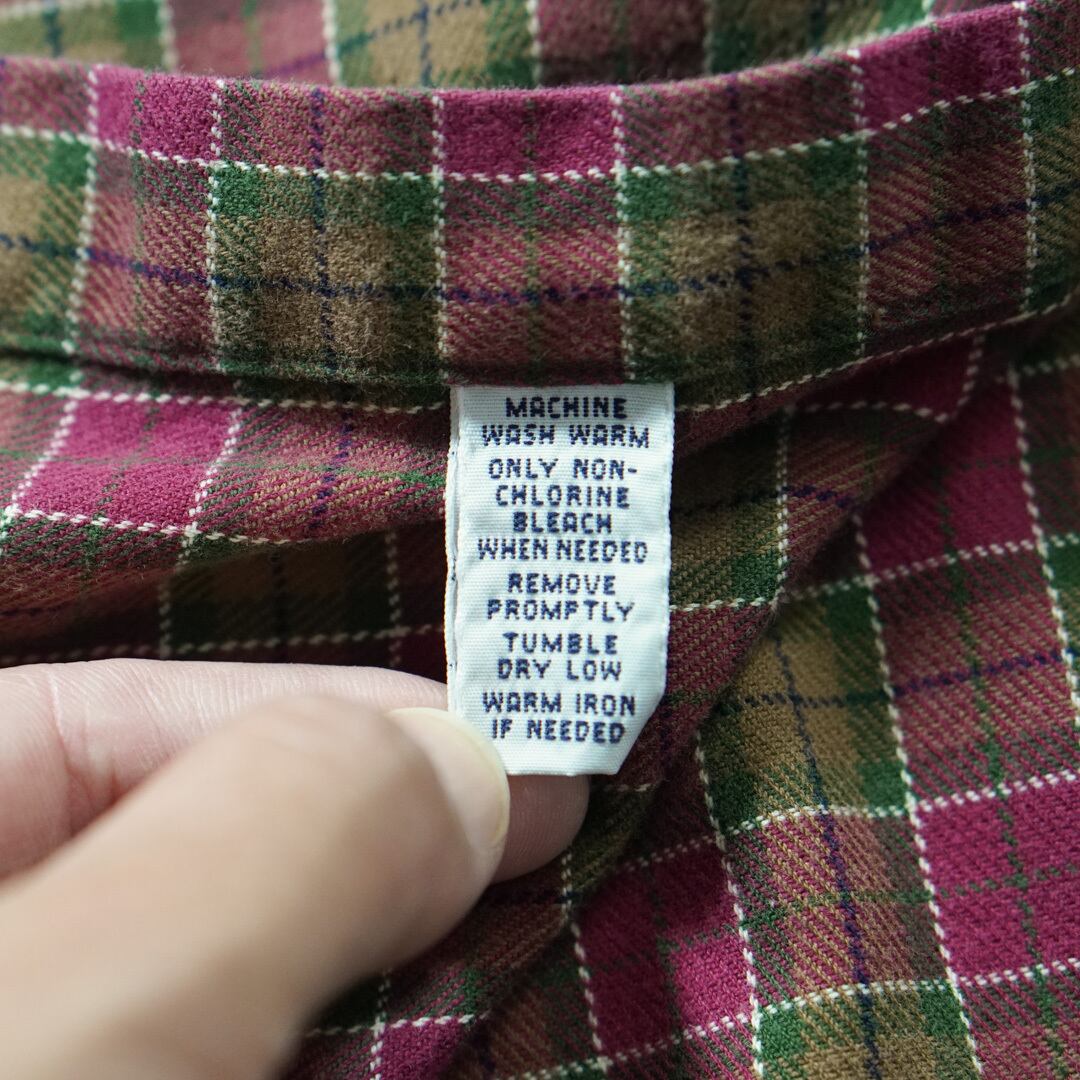 MACHINE
WASH WARM
ONLY NON-
CHLORINE
BLEACH
WHEN NEEDED
REMOVE
PROMPTLY
TUMBLE
DRY LOW
WARM IRON
IF NEEDED